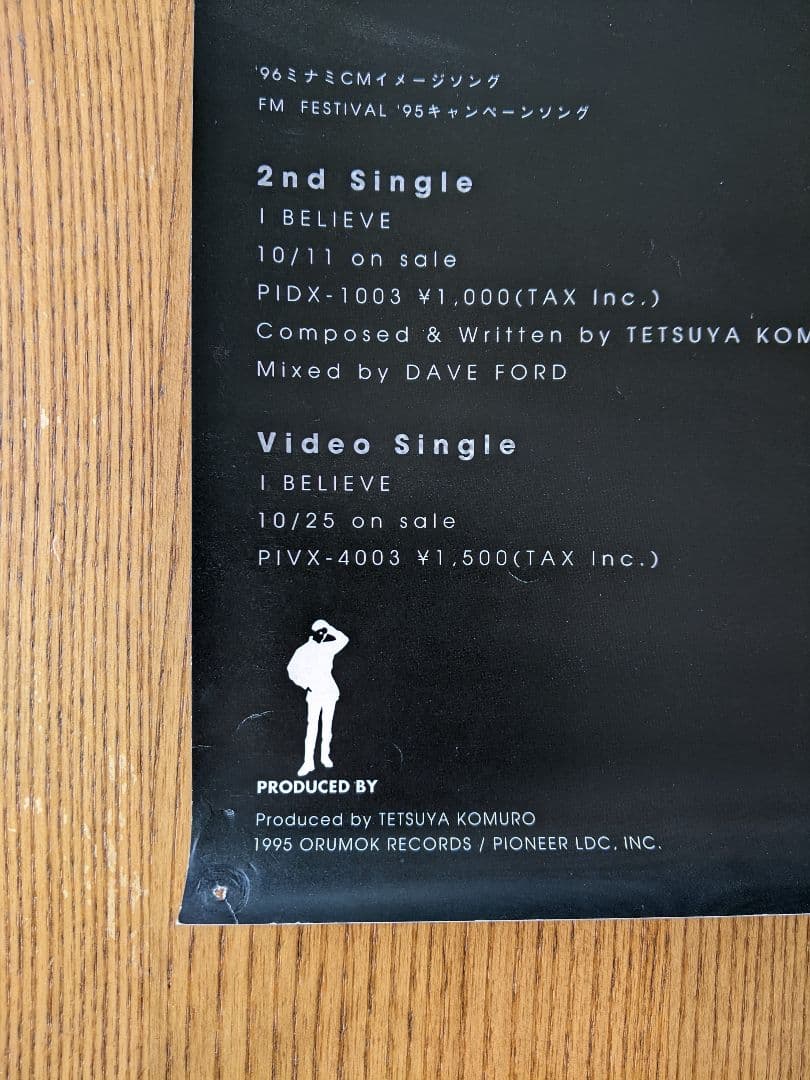 '96ミナミCMイメージソング
FM FESTIVAL '95キャンペーンソング
2nd Single
I BELIEVE
10/11 on sale
PIDX-1003 ¥1,000(TAX Inc.)
Composed & Written by TETSUYA KOM
Mixed by DAVE FORD
Video Single
I BELIEVE
10/25 on sale
PIVX-4003 ¥1,500(TAX Inc.)
PRODUCED BY
Produced by TETSUYA KOMURO
1995 ORUMOK RECORDS / PIONEER LDC, INC.